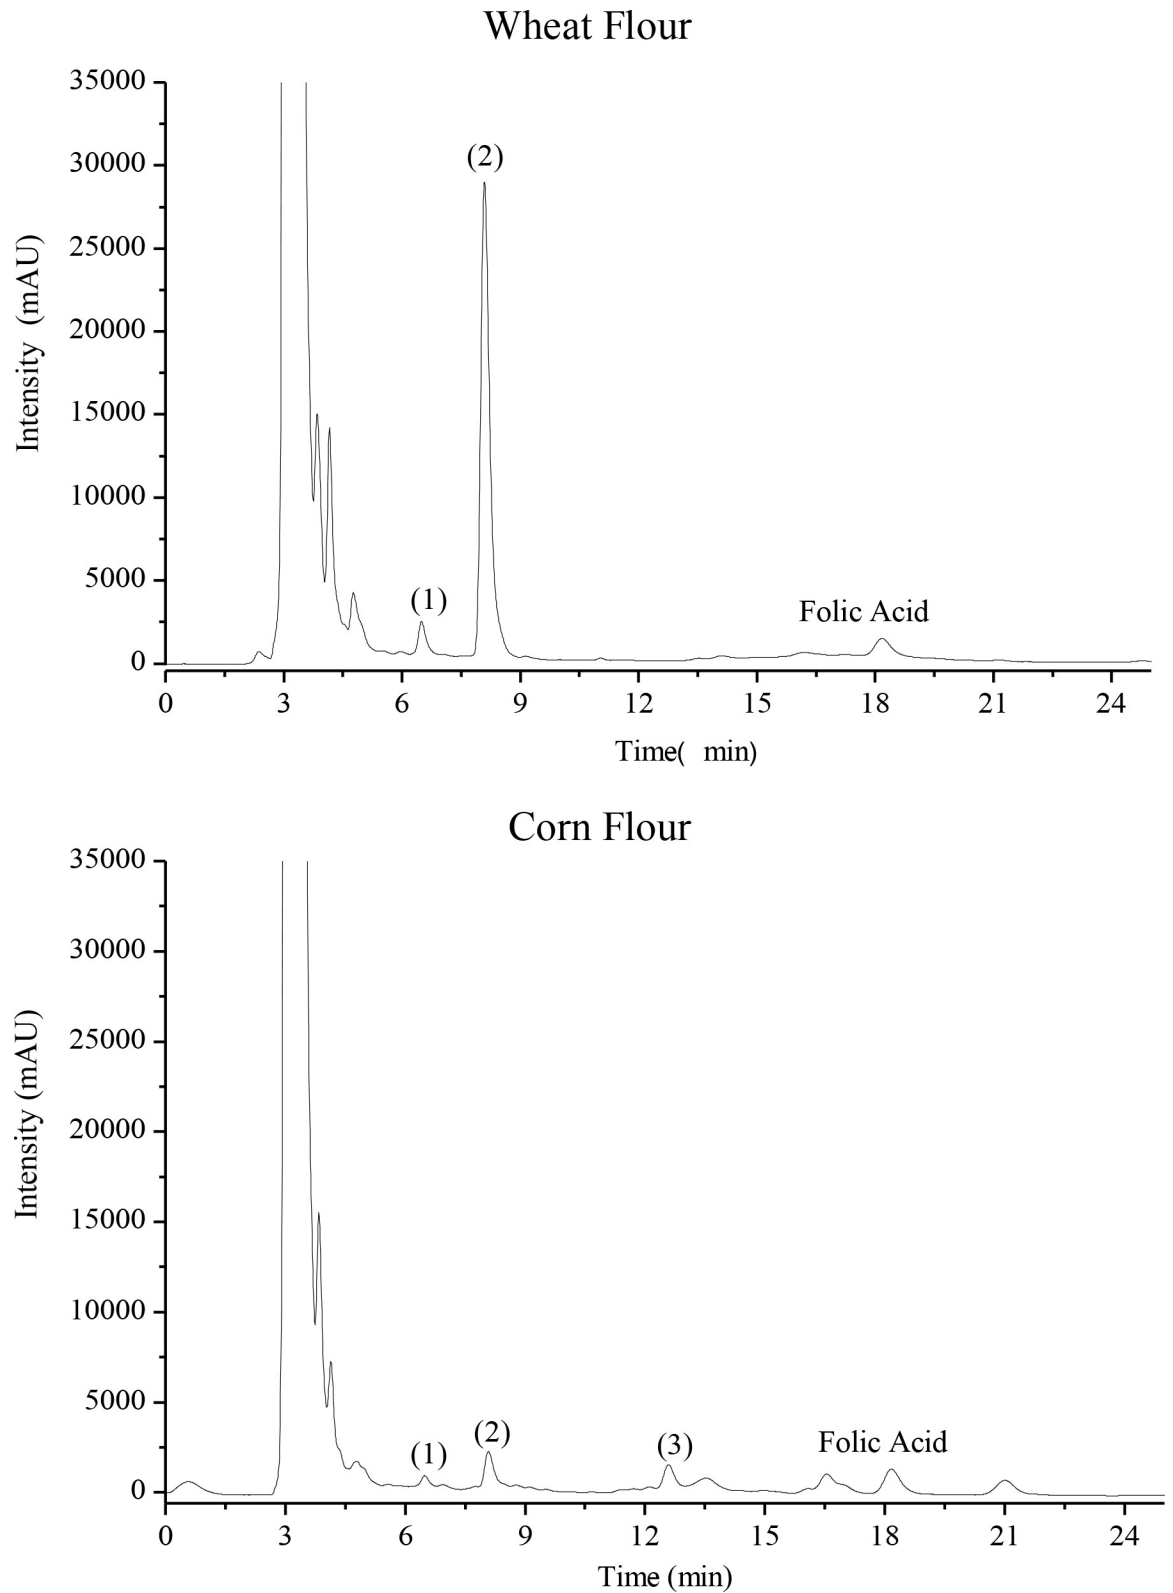 Wheat Flour
35000
30000
25000
20000
15000
10000
5000
0
Intensity (mAU)
(2)
(1)
Folic Acid
0 3 6 9 12 15 18 21 24
Time( min)
Corn Flour
35000
30000
25000
20000
15000
10000
5000
0
Intensity (mAU)
(1) (2) (3) Folic Acid
0 3 6 9 12 15 18 21 24
Time (min)